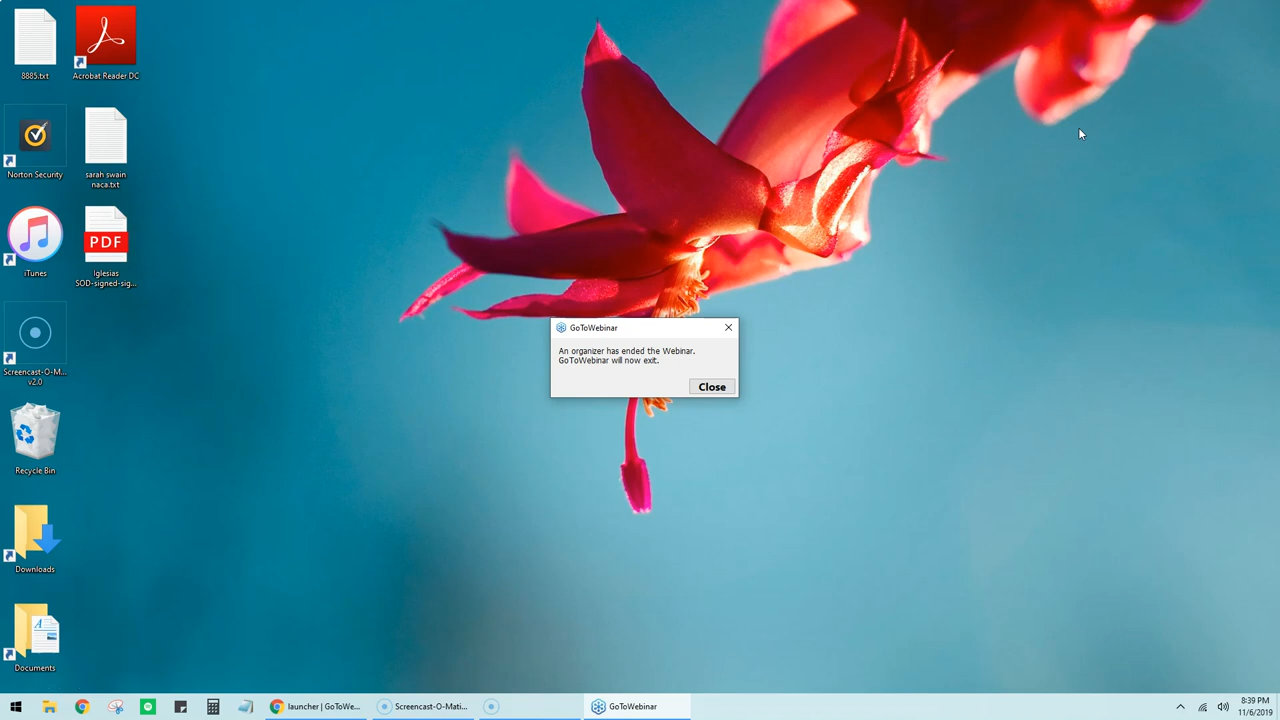 8885.txt
Acrobat Reader DC
Norton Security
sarah swain
naca.txt
iTunes
PDF
Iglesias
SOD-signed-sig...
Screencast-O-M...
v2.0
Recycle Bin
Downloads
Documents
GoToWebinar
An organizer has ended the Webinar.
GoToWebinar will now exit.
Close
launcher | GoToWe...
Screencast-O-Mati...
GoToWebinar
8:39 PM
11/6/2019